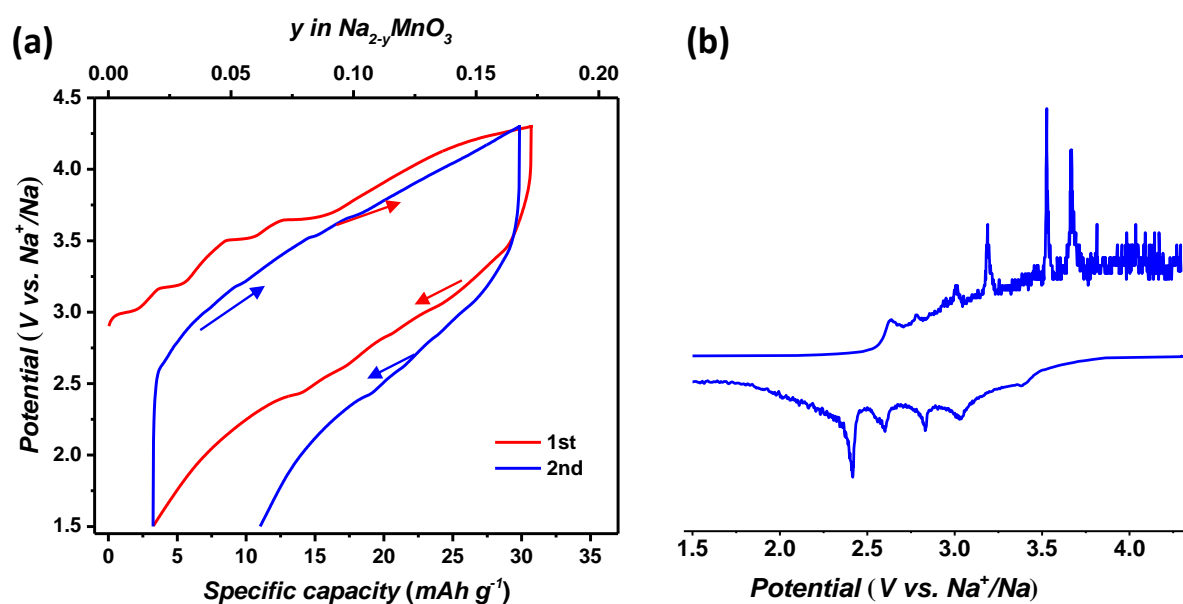 (a)
y in Na2-yMnO3
0.00 0.05 0.10 0.15 0.20
4.5
4.0
3.5
3.0
2.5
2.0
1.5
Potential (V vs. Na+/Na)
1st
2nd
0 5 10 15 20 25 30 35
Specific capacity (mAh g-1)
(b)
1.5 2.0 2.5 3.0 3.5 4.0
Potential (V vs. Na+/Na)